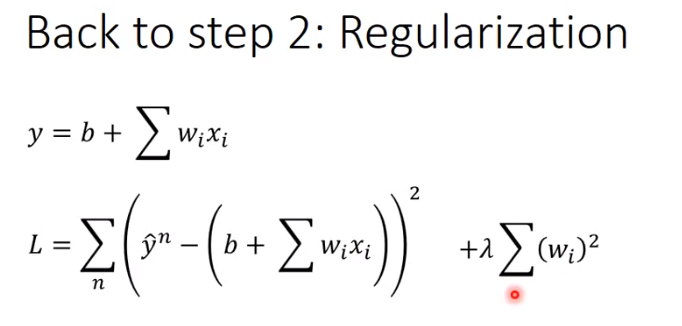 Back to step 2: Regularization
y = b + ∑ wᵢxᵢ
L = ∑ₙ (ŷⁿ − (b + ∑ wᵢxᵢ))² +λ ∑(wᵢ)²